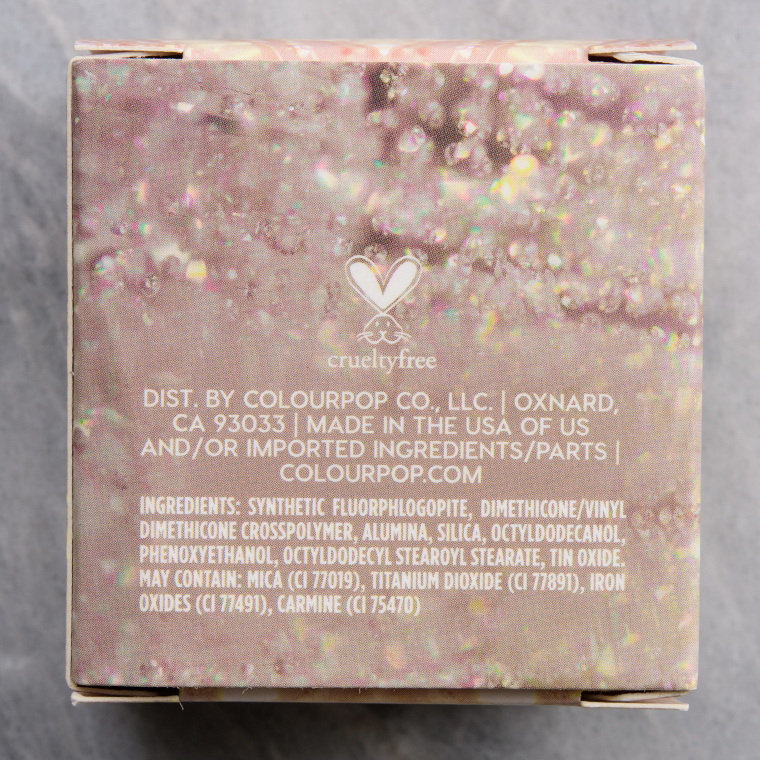 crueltyfree
DIST. BY COLOURPOP CO., LLC. | OXNARD,
CA 93033 | MADE IN THE USA OF US
AND/OR IMPORTED INGREDIENTS/PARTS |
COLOURPOP.COM
INGREDIENTS: SYNTHETIC FLUORPHLOGOPITE, DIMETHICONE/VINYL
DIMETHICONE CROSSPOLYMER, ALUMINA, SILICA, OCTYLDODECANOL,
PHENOXYETHANOL, OCTYLDODECYL STEAROYL STEARATE, TIN OXIDE.
MAY CONTAIN: MICA (CI 77019), TITANIUM DIOXIDE (CI 77891), IRON
OXIDES (CI 77491), CARMINE (CI 75470)